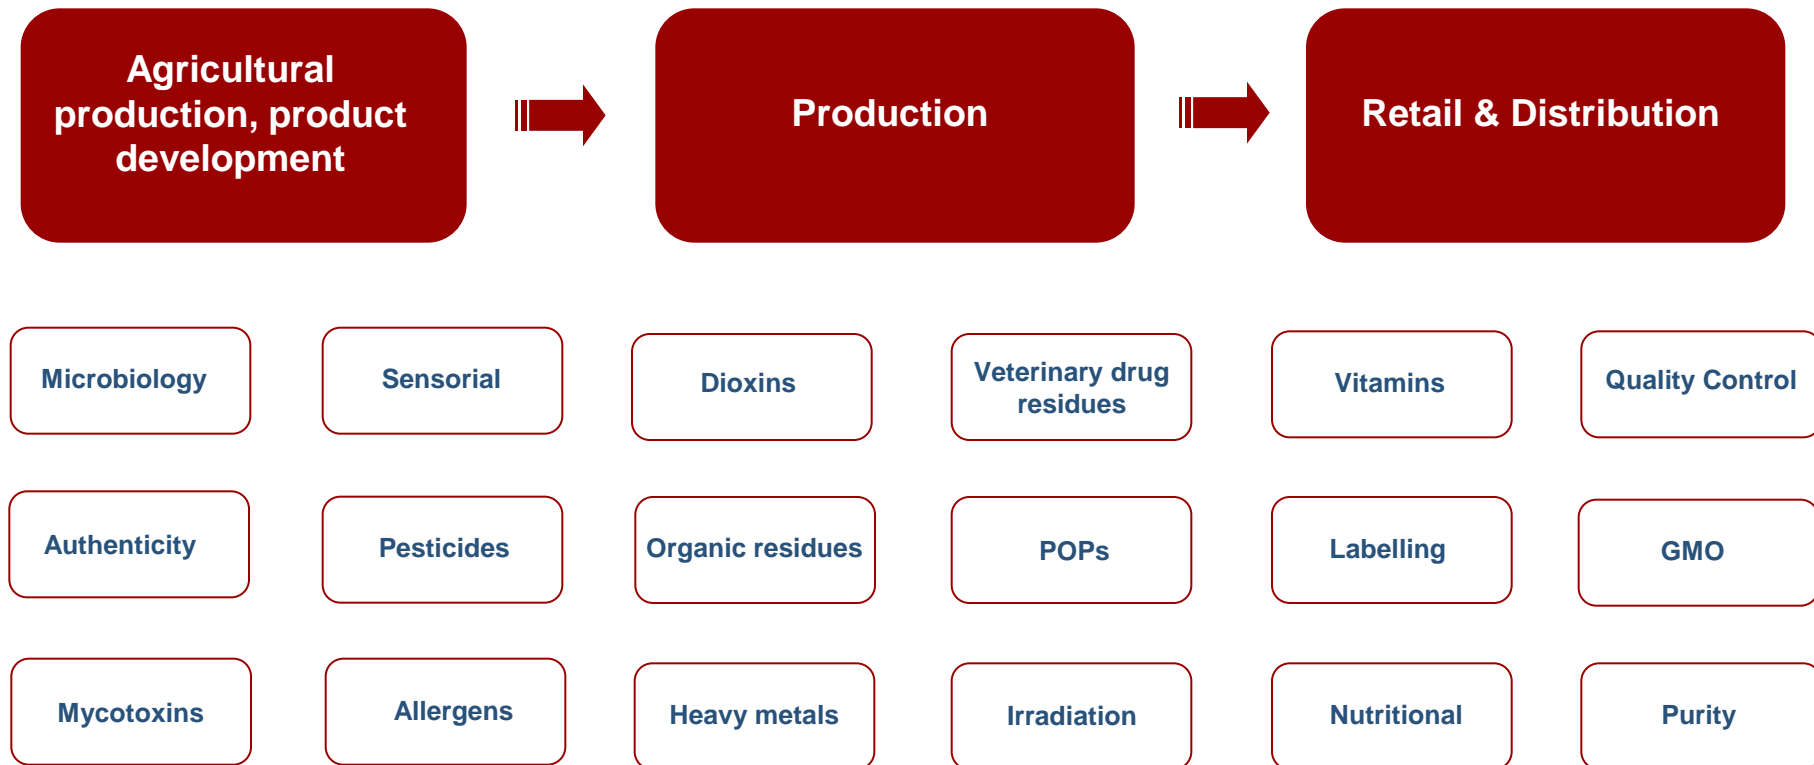 Agricultural
production, product
development
Production
Retail & Distribution
Microbiology
Sensorial
Dioxins
Veterinary drug
residues
Vitamins
Quality Control
Authenticity
Pesticides
Organic residues
POPs
Labelling
GMO
Mycotoxins
Allergens
Heavy metals
Irradiation
Nutritional
Purity